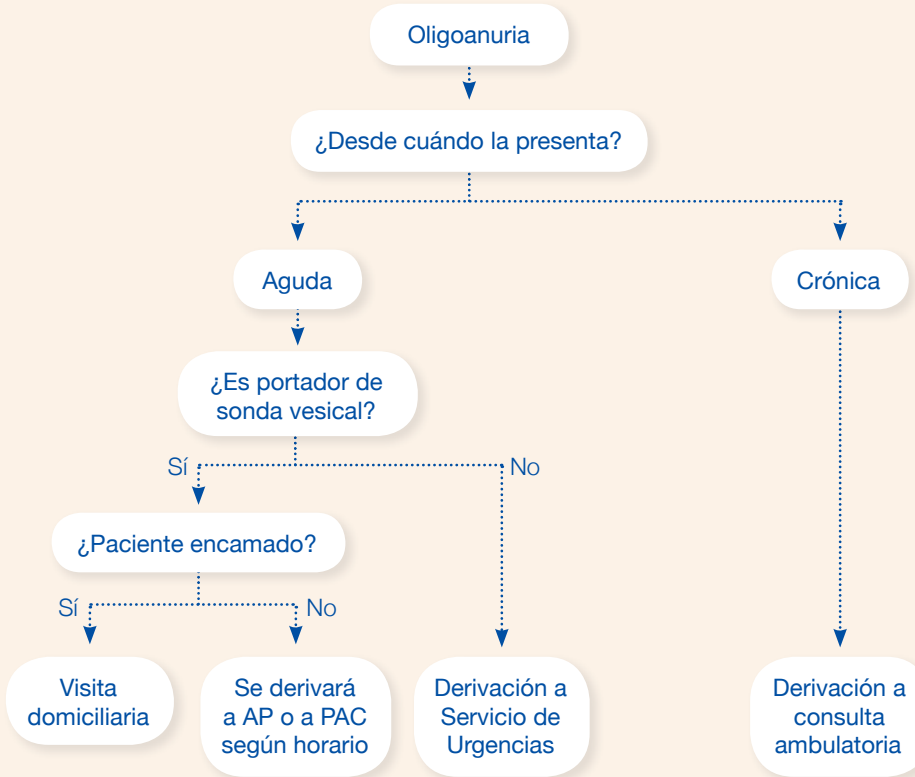 Oligoanuria
¿Desde cuándo la presenta?
Aguda
Crónica
¿Es portador de
sonda vesical?
Sí
No
¿Paciente encamado?
Sí
No
Visita
domiciliaria
Se derivará
a AP o a PAC
según horario
Derivación a
Servicio de
Urgencias
Derivación a
consulta
ambulatoria